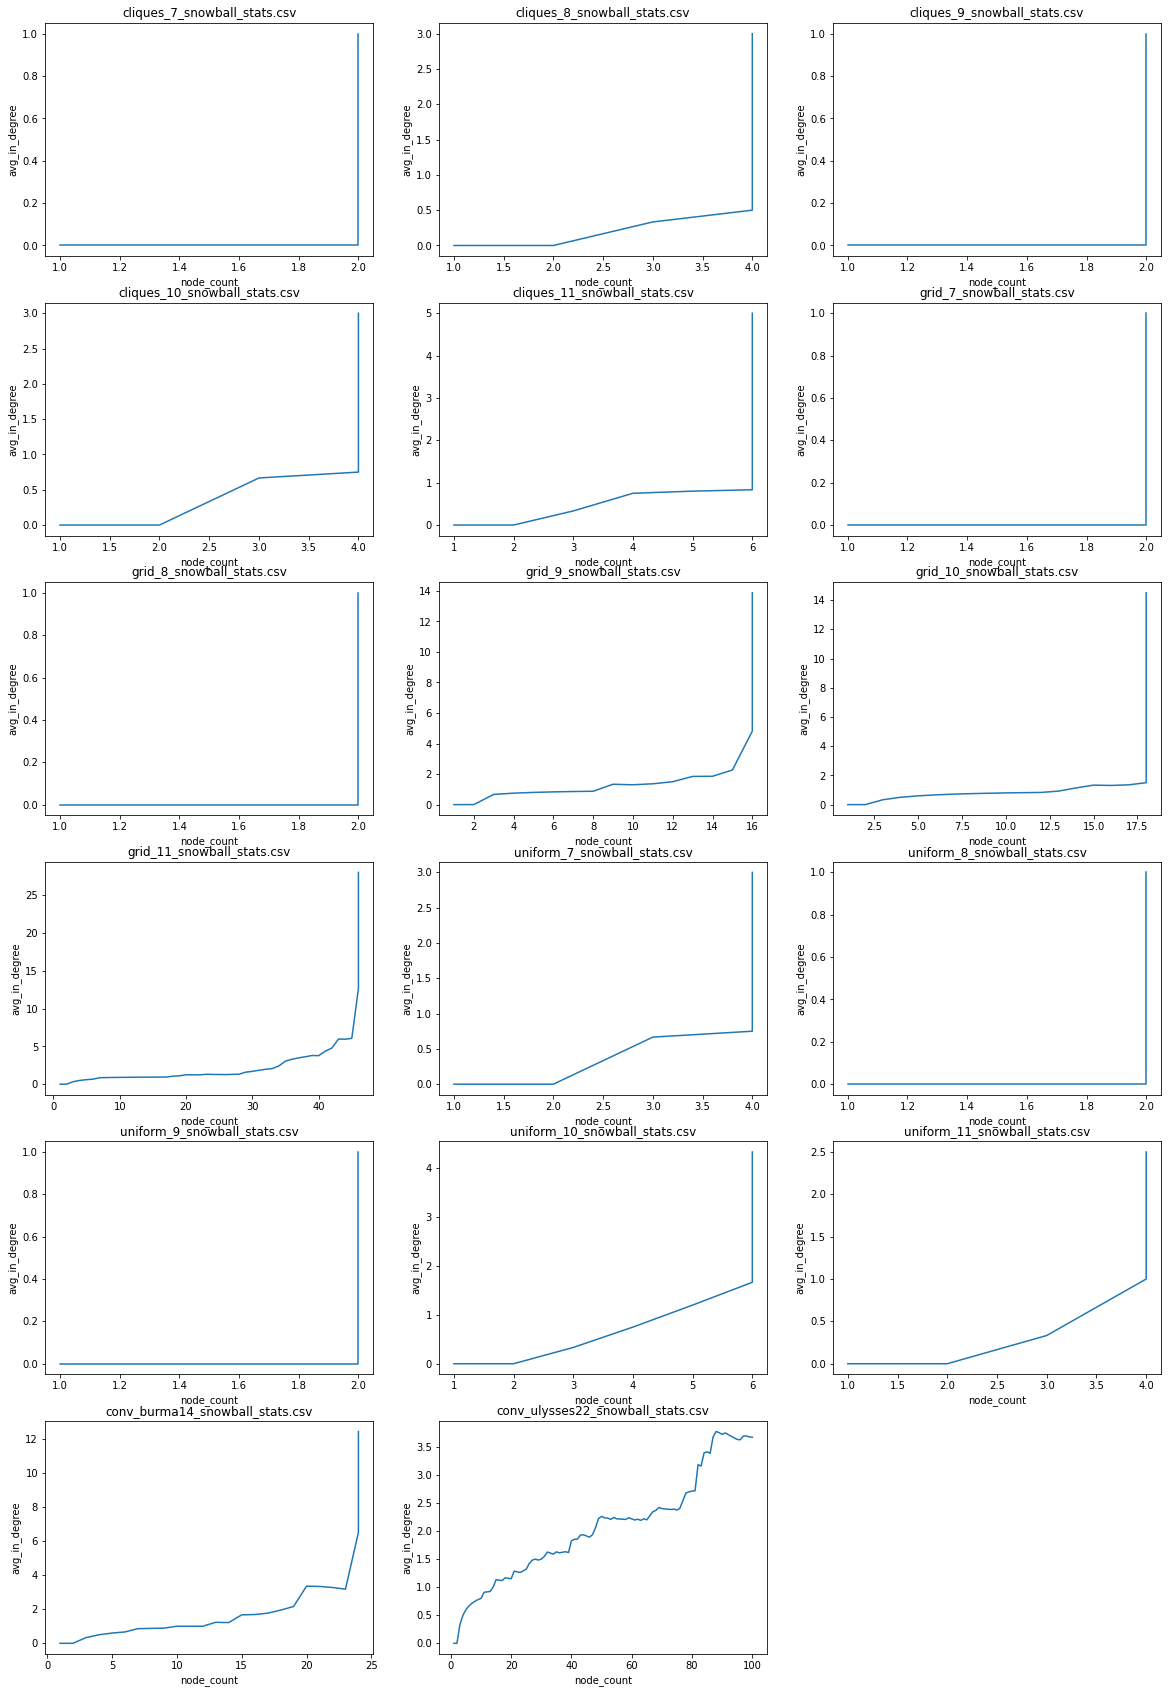 cliques_7_snowball_stats.csv
avg_in_degree
1.0
0.8
0.6
0.4
0.2
0.0
1.0 1.2 1.4 1.6 1.8 2.0
node_count
cliques_8_snowball_stats.csv
avg_in_degree
3.0
2.5
2.0
1.5
1.0
0.5
0.0
1.0 1.5 2.0 2.5 3.0 3.5 4.0
node_count
cliques_9_snowball_stats.csv
avg_in_degree
1.0
0.8
0.6
0.4
0.2
0.0
1.0 1.2 1.4 1.6 1.8 2.0
node_count
cliques_10_snowball_stats.csv
avg_in_degree
3.0
2.5
2.0
1.5
1.0
0.5
0.0
1.0 1.5 2.0 2.5 3.0 3.5 4.0
node_count
cliques_11_snowball_stats.csv
avg_in_degree
5
4
3
2
1
0
1 2 3 4 5 6
node_count
grid_7_snowball_stats.csv
avg_in_degree
1.0
0.8
0.6
0.4
0.2
0.0
1.0 1.2 1.4 1.6 1.8 2.0
node_count
grid_8_snowball_stats.csv
avg_in_degree
1.0
0.8
0.6
0.4
0.2
0.0
1.0 1.2 1.4 1.6 1.8 2.0
node_count
grid_9_snowball_stats.csv
avg_in_degree
14
12
10
8
6
4
2
0
2 4 6 8 10 12 14 16
node_count
grid_10_snowball_stats.csv
avg_in_degree
14
12
10
8
6
4
2
0
2.5 5.0 7.5 10.0 12.5 15.0 17.5
node_count
grid_11_snowball_stats.csv
avg_in_degree
25
20
15
10
5
0
0 10 20 30 40
node_count
uniform_7_snowball_stats.csv
avg_in_degree
3.0
2.5
2.0
1.5
1.0
0.5
0.0
1.0 1.5 2.0 2.5 3.0 3.5 4.0
node_count
uniform_8_snowball_stats.csv
avg_in_degree
1.0
0.8
0.6
0.4
0.2
0.0
1.0 1.2 1.4 1.6 1.8 2.0
node_count
uniform_9_snowball_stats.csv
avg_in_degree
1.0
0.8
0.6
0.4
0.2
0.0
1.0 1.2 1.4 1.6 1.8 2.0
node_count
uniform_10_snowball_stats.csv
avg_in_degree
4
3
2
1
0
1 2 3 4 5 6
node_count
uniform_11_snowball_stats.csv
avg_in_degree
2.5
2.0
1.5
1.0
0.5
0.0
1.0 1.5 2.0 2.5 3.0 3.5 4.0
node_count
conv_burma14_snowball_stats.csv
avg_in_degree
12
10
8
6
4
2
0
0 5 10 15 20 25
node_count
conv_ulysses22_snowball_stats.csv
avg_in_degree
3.5
3.0
2.5
2.0
1.5
1.0
0.5
0.0
0 20 40 60 80 100
node_count